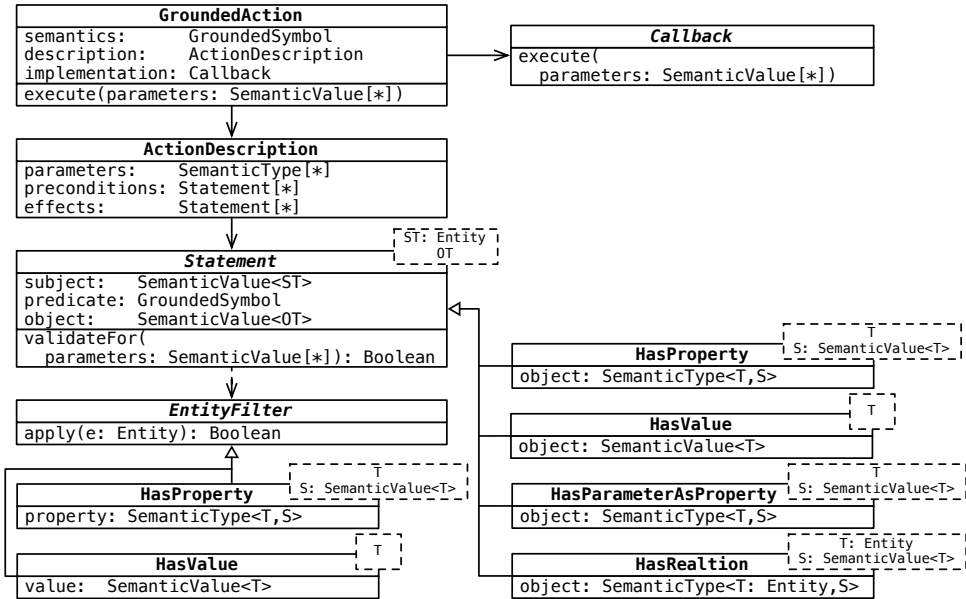 GroundedAction
semantics: GroundedSymbol
description: ActionDescription
implementation: Callback
execute(parameters: SemanticValue[*])
Callback
execute(
parameters: SemanticValue[*])
ActionDescription
parameters: SemanticType[*]
preconditions: Statement[*]
effects: Statement[*]
ST: Entity
OT
Statement
subject: SemanticValue<ST>
predicate: GroundedSymbol
object: SemanticValue<OT>
validateFor(
parameters: SemanticValue[*]): Boolean
EntityFilter
apply(e: Entity): Boolean
T
S: SemanticValue<T>
HasProperty
property: SemanticType<T,S>
T
HasValue
value: SemanticValue<T>
T
S: SemanticValue<T>
HasProperty
object: SemanticType<T,S>
T
HasValue
object: SemanticValue<T>
T
S: SemanticValue<T>
HasParameterAsProperty
object: SemanticType<T,S>
T: Entity
S: SemanticValue<T>
HasRealtion
object: SemanticType<T: Entity,S>